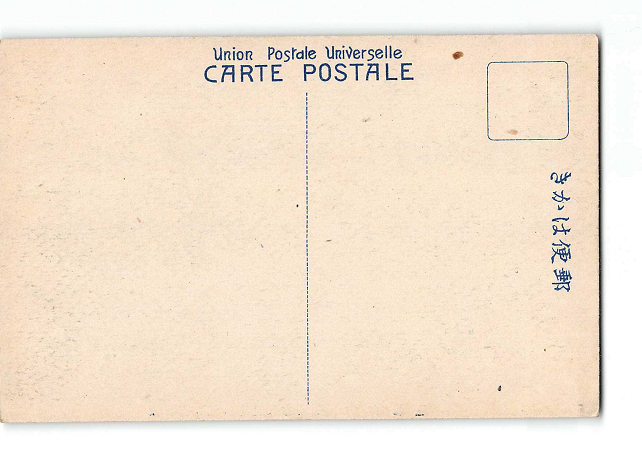 Union Postale Universelle
CARTE POSTALE
郵便はかき